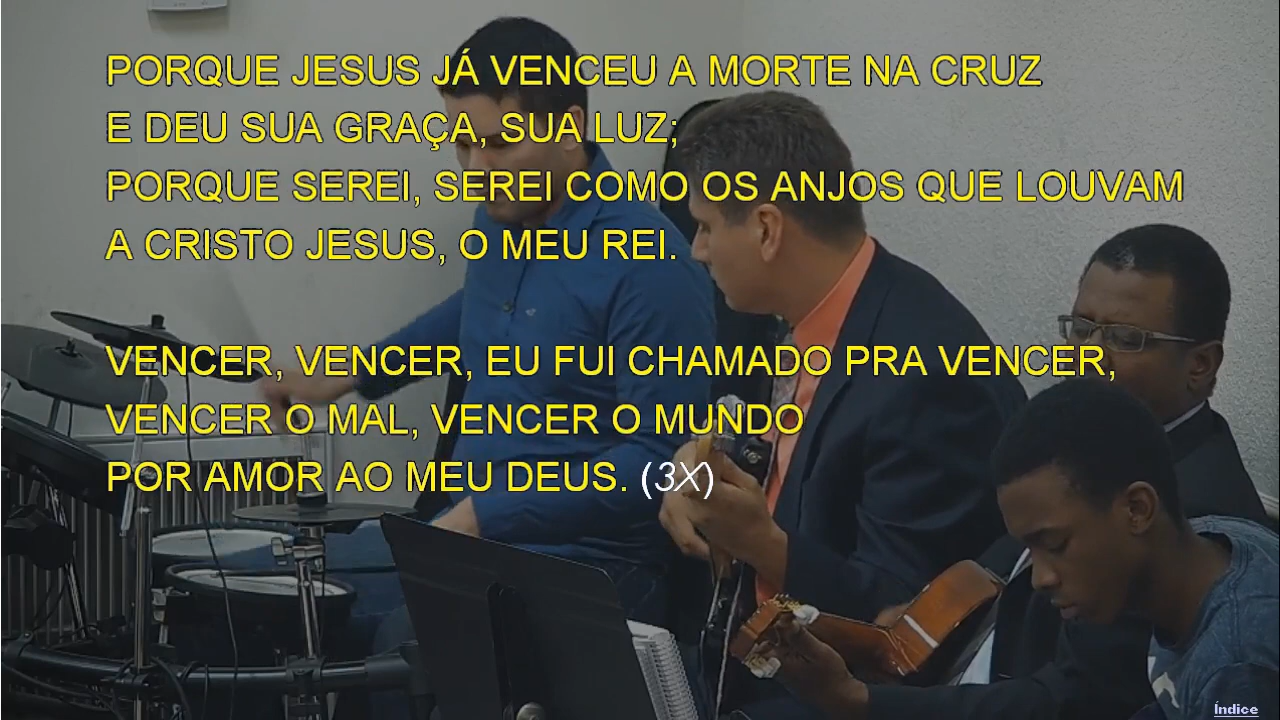 PORQUE JESUS JÁ VENCEU A MORTE NA CRUZ
E DEU SUA GRAÇA, SUA LUZ;
PORQUE SEREI, SEREI COMO OS ANJOS QUE LOUVAM
A CRISTO JESUS, O MEU REI.
VENCER, VENCER, EU FUI CHAMADO PRA VENCER,
VENCER O MAL, VENCER O MUNDO
POR AMOR AO MEU DEUS. (3X)
Índice